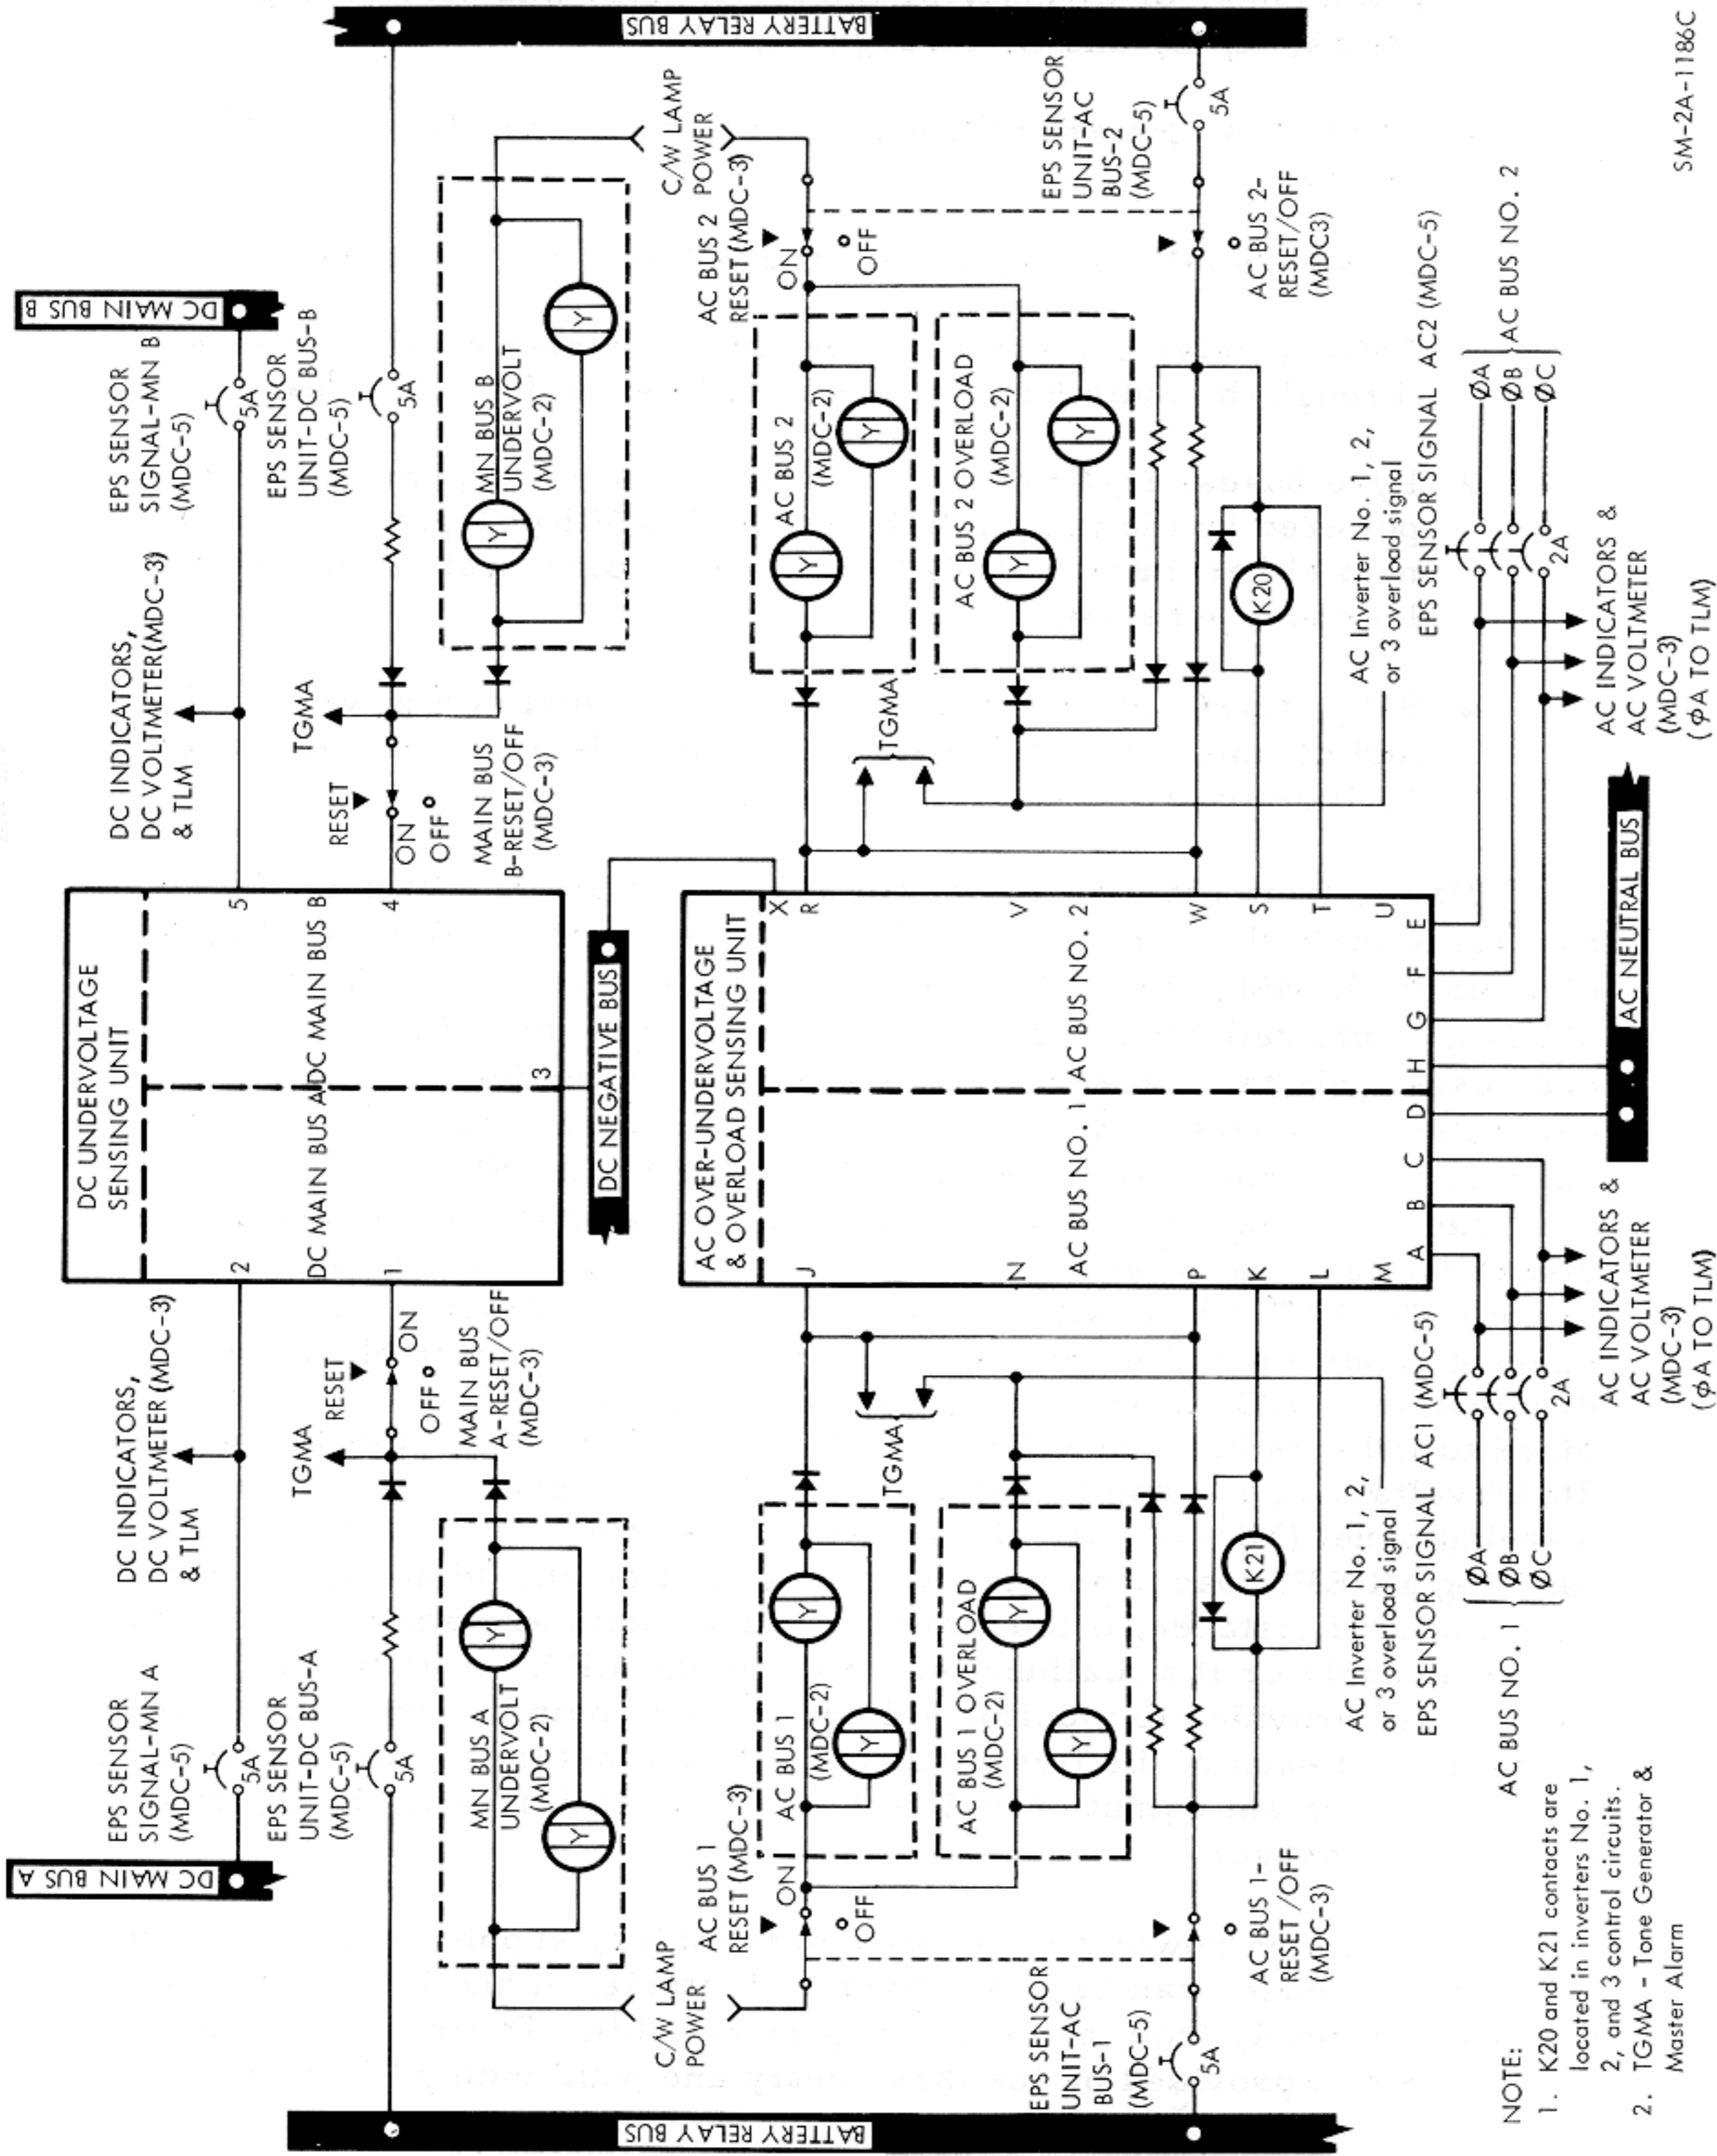 DC MAIN BUS A
EPS SENSOR
SIGNAL-MN A
(MDC-5)
5A
DC INDICATORS,
DC VOLTMETER (MDC-3)
& TLM
DC UNDERVOLTAGE
SENSING UNIT
2
5
DC MAIN BUS A
DC MAIN BUS B
1
4
3
DC INDICATORS,
DC VOLTMETER(MDC-3)
& TLM
EPS SENSOR
SIGNAL-MN B
(MDC-5)
5A
DC MAIN BUS B
BATTERY RELAY BUS
EPS SENSOR
UNIT-DC BUS-A
(MDC-5)
5A
TGMA
RESET
ON
OFF
MAIN BUS
A-RESET/OFF
(MDC-3)
MN BUS A
UNDERVOLT
(MDC-2)
Y
Y
DC NEGATIVE BUS
RESET
ON
OFF
TGMA
MAIN BUS
B-RESET/OFF
(MDC-3)
EPS SENSOR
UNIT-DC BUS-B
(MDC-5)
5A
MN BUS B
UNDERVOLT
(MDC-2)
Y
Y
BATTERY RELAY BUS
C/W LAMP
POWER
AC BUS 1
RESET (MDC-3)
ON
OFF
AC BUS 1
(MDC-2)
Y
Y
AC BUS 1 OVERLOAD
(MDC-2)
Y
Y
TGMA
EPS SENSOR
UNIT-AC
BUS-1
(MDC-5)
5A
AC BUS 1-
RESET/OFF
(MDC-3)
K21
AC Inverter No. 1, 2,
or 3 overload signal
AC OVER-UNDERVOLTAGE
& OVERLOAD SENSING UNIT
J
N
P
K
L
M
AC BUS NO. 1
AC BUS NO. 2
X
R
V
W
S
T
U
A
B
C
D
H
G
F
E
TGMA
C/W LAMP
POWER
AC BUS 2
RESET (MDC-3)
ON
OFF
AC BUS 2
(MDC-2)
Y
Y
AC BUS 2 OVERLOAD
(MDC-2)
Y
Y
EPS SENSOR
UNIT-AC
BUS-2
(MDC-5)
5A
AC BUS 2-
RESET/OFF
(MDC3)
K20
AC Inverter No. 1, 2,
or 3 overload signal
EPS SENSOR SIGNAL AC1 (MDC-5)
AC BUS NO. 1
ØA
ØB
ØC
2A
AC INDICATORS &
AC VOLTMETER
(MDC-3)
(φA TO TLM)
AC NEUTRAL BUS
EPS SENSOR SIGNAL AC2 (MDC-5)
ØA
ØB
ØC
AC BUS NO. 2
2A
AC INDICATORS &
AC VOLTMETER
(MDC-3)
(φA TO TLM)
NOTE:
1. K20 and K21 contacts are
located in inverters No. 1,
2, and 3 control circuits.
2. TGMA - Tone Generator &
Master Alarm
SM-2A-1186C